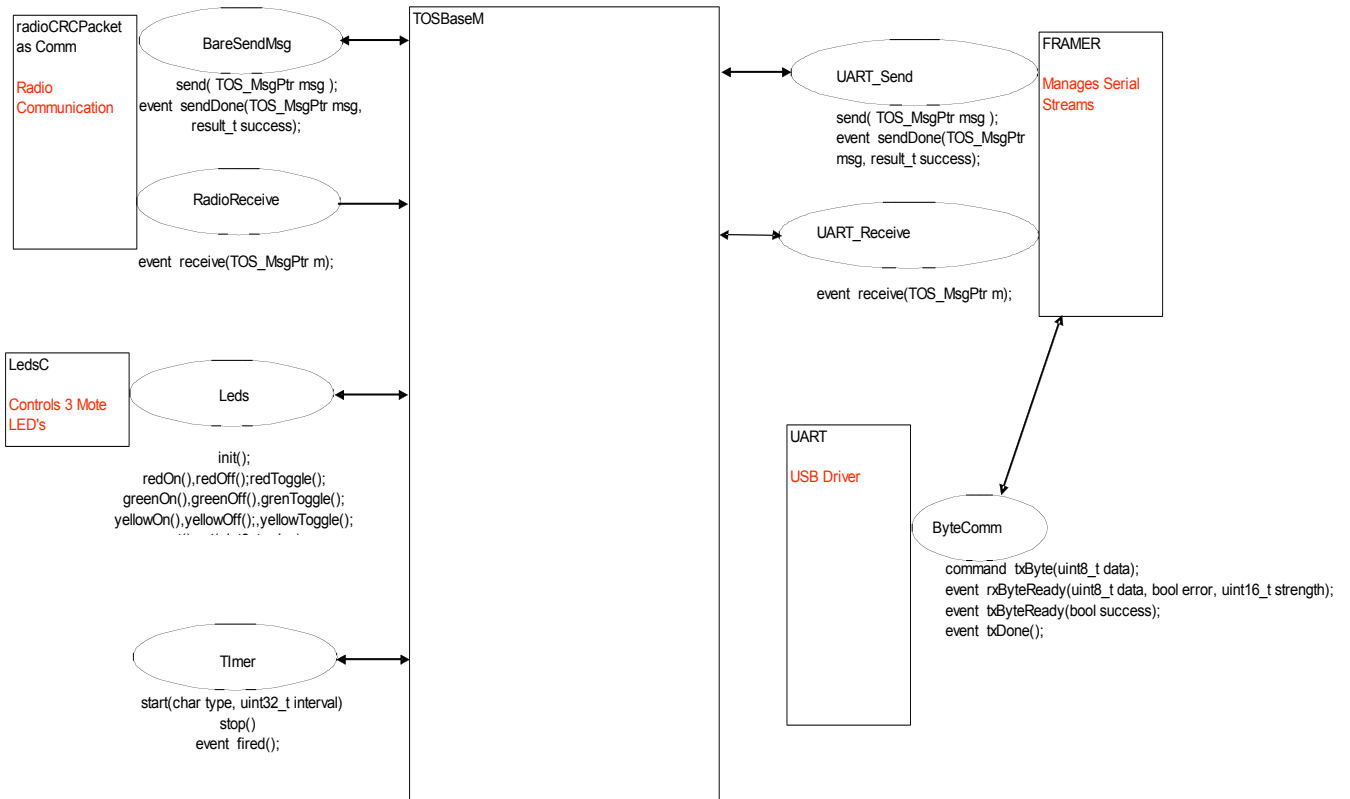 radioCRCPacket
as Comm
Radio
Communication
BareSendMsg
send( TOS_MsgPtr msg );
event sendDone(TOS_MsgPtr msg,
result_t success);
RadioReceive
event receive(TOS_MsgPtr m);
LedsC
Controls 3 Mote
LED's
Leds
init();
redOn(),redOff();redToggle();
greenOn(),greenOff(),grenToggle();
yellowOn(),yellowOff();,yellowToggle();
TImer
start(char type, uint32_t interval)
stop()
event fired();
TOSBaseM
UART_Send
send( TOS_MsgPtr msg );
event sendDone(TOS_MsgPtr
msg, result_t success);
FRAMER
Manages Serial
Streams
UART_Receive
event receive(TOS_MsgPtr m);
UART
USB Driver
ByteComm
command txByte(uint8_t data);
event rxByteReady(uint8_t data, bool error, uint16_t strength);
event txByteReady(bool success);
event txDone();